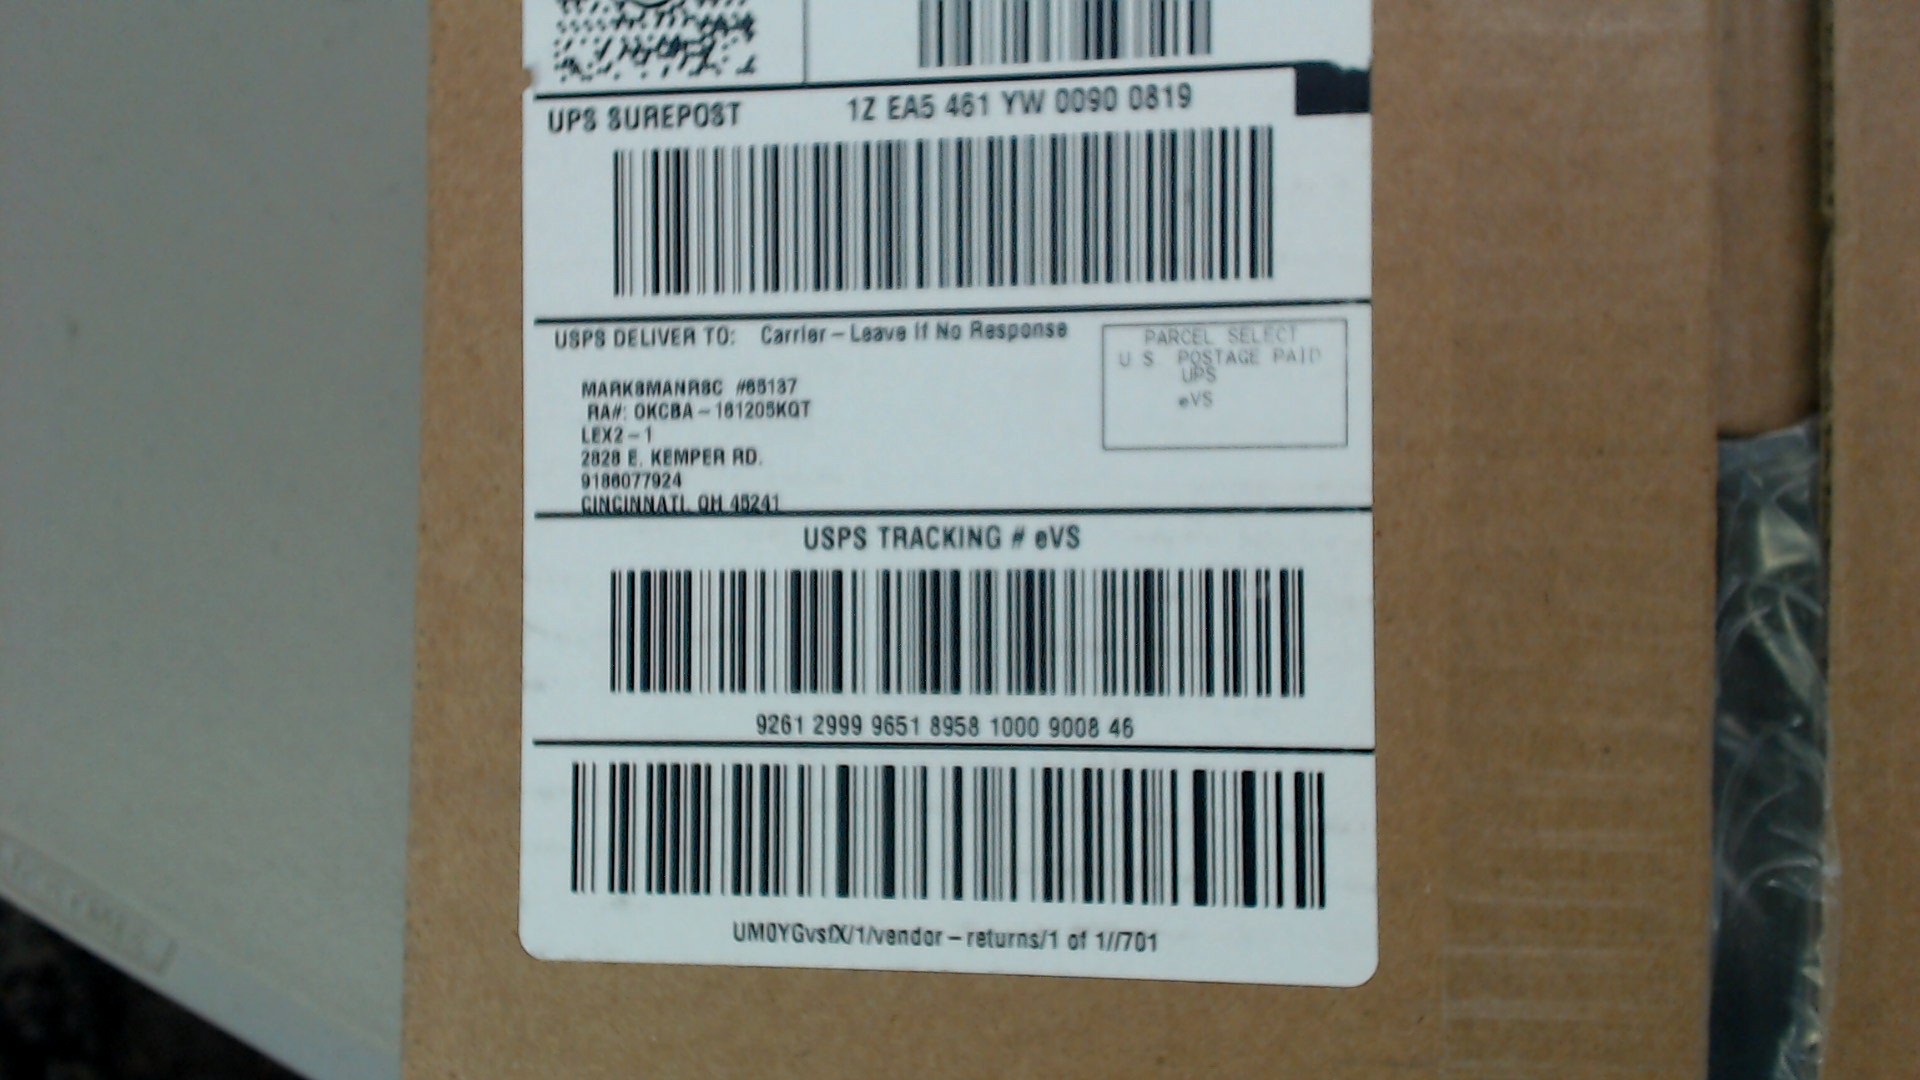 UPS SUREPOST 1Z EA5 461 YW 0090 0819
USPS DELIVER TO: Carrier – Leave If No Response
PARCEL SELECT
U S POSTAGE PAID
UPS
eVS
MARKSMANRSC #65137
RA#: OKCBA – 161205KQT
LEX2 – 1
2828 E. KEMPER RD.
9186077924
CINCINNATI, OH 45241
USPS TRACKING # eVS
9261 2999 9651 8958 1000 9008 46
UM0YGvsfX/1/vendor – returns/1 of 1//701